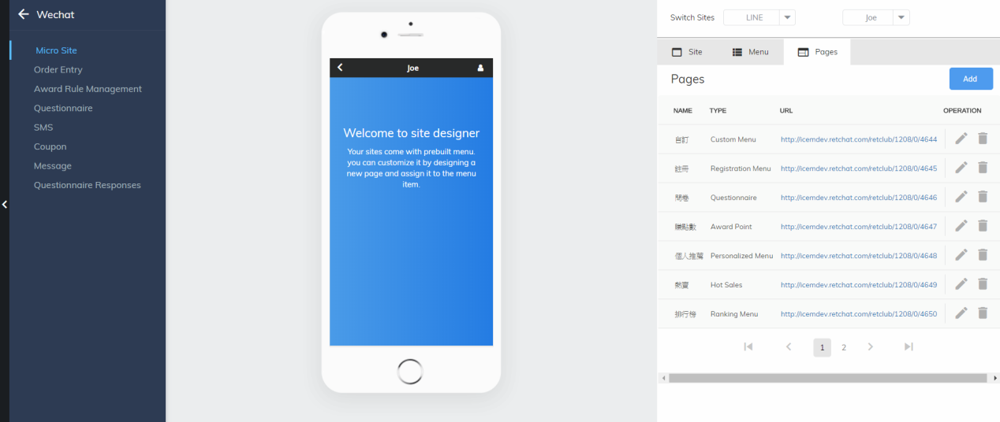 Wechat
Micro Site
Order Entry
Award Rule Management
Questionnaire
SMS
Coupon
Message
Questionnaire Responses
Joe
Welcome to site designer
Your sites come with prebuilt menu.
you can customize it by designing a
new page and assign it to the menu
item.
Switch Sites LINE Joe
Site Menu Pages
Pages Add
NAME TYPE URL OPERATION
自訂 Custom Menu http://icemdev.retchat.com/retclub/1208/0/4644
註冊 Registration Menu http://icemdev.retchat.com/retclub/1208/0/4645
問卷 Questionnaire http://icemdev.retchat.com/retclub/1208/0/4646
賺點數 Award Point http://icemdev.retchat.com/retclub/1208/0/4647
個人推薦 Personalized Menu http://icemdev.retchat.com/retclub/1208/0/4648
熱賣 Hot Sales http://icemdev.retchat.com/retclub/1208/0/4649
排行榜 Ranking Menu http://icemdev.retchat.com/retclub/1208/0/4650
1 2